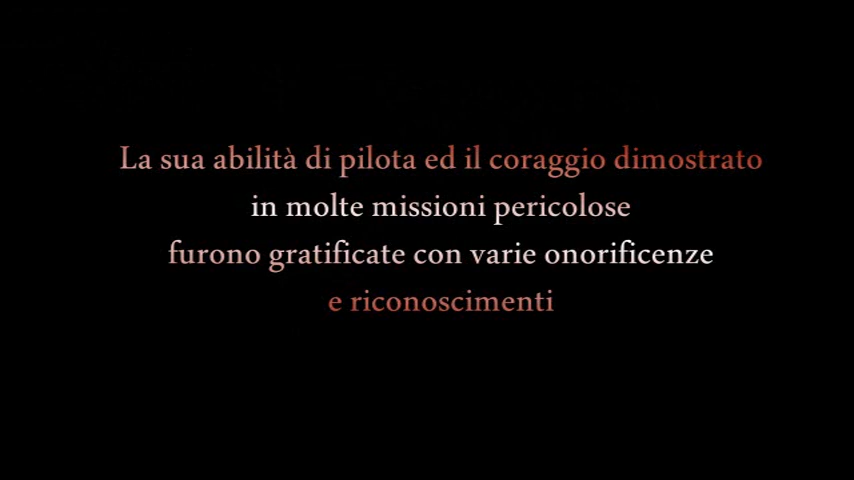 La sua abilità di pilota ed il coraggio dimostrato
in molte missioni pericolose
furono gratificate con varie onorificenze
e riconoscimenti